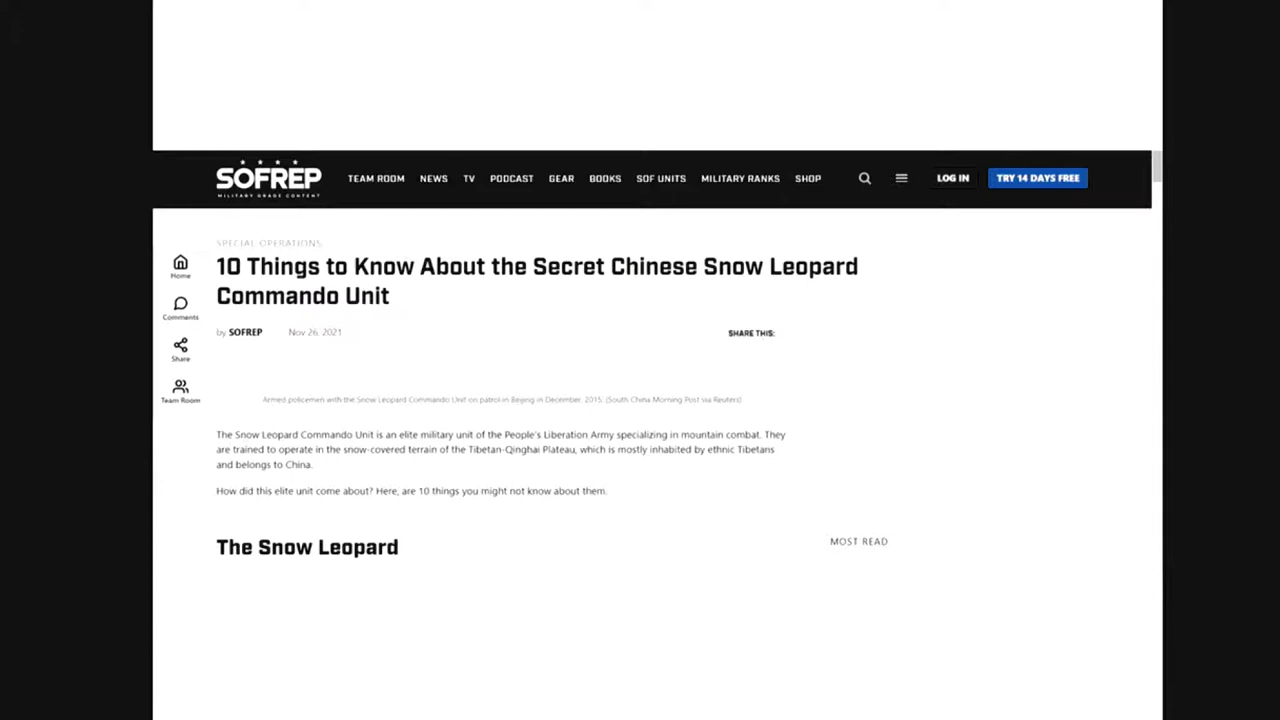 SOFREP
MILITARY GRADE CONTENT
TEAM ROOM NEWS TV PODCAST GEAR BOOKS SOF UNITS MILITARY RANKS SHOP
LOG IN
TRY 14 DAYS FREE
Home
Comments
Share
Team Room
SPECIAL OPERATIONS
10 Things to Know About the Secret Chinese Snow Leopard
Commando Unit
by SOFREP Nov 26, 2021
SHARE THIS:
Armed policemen with the Snow Leopard Commando Unit on patrol in Beijing in December, 2015. (South China Morning Post via Reuters)
The Snow Leopard Commando Unit is an elite military unit of the People's Liberation Army specializing in mountain combat. They
are trained to operate in the snow-covered terrain of the Tibetan-Qinghai Plateau, which is mostly inhabited by ethnic Tibetans
and belongs to China.
How did this elite unit come about? Here, are 10 things you might not know about them.
The Snow Leopard
MOST READ